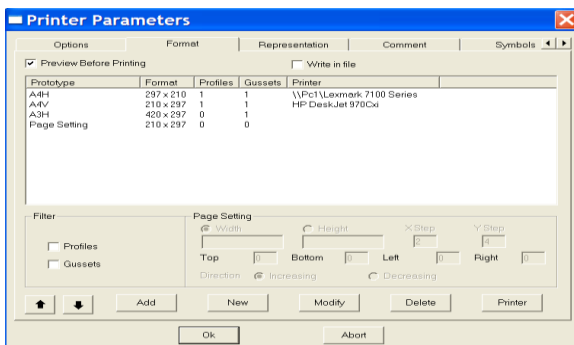 Printer Parameters
Options Format Representation Comment Symbols
Preview Before Printing Write in file
Prototype Format Profiles Gussets Printer
A4H 297 x 210 1 1 \\Pc1\Lexmark 7100 Series
A4V 210 x 297 1 1 HP DeskJet 970Cxi
A3H 420 x 297 0 1
Page Setting 210 x 297 0 0
Filter Page Setting
Width Height X Step Y Step
Profiles 2 4
Gussets Top 0 Bottom 0 Left 0 Right 0
Direction Increasing Decreasing
Add New Modify Delete Printer
Ok Abort